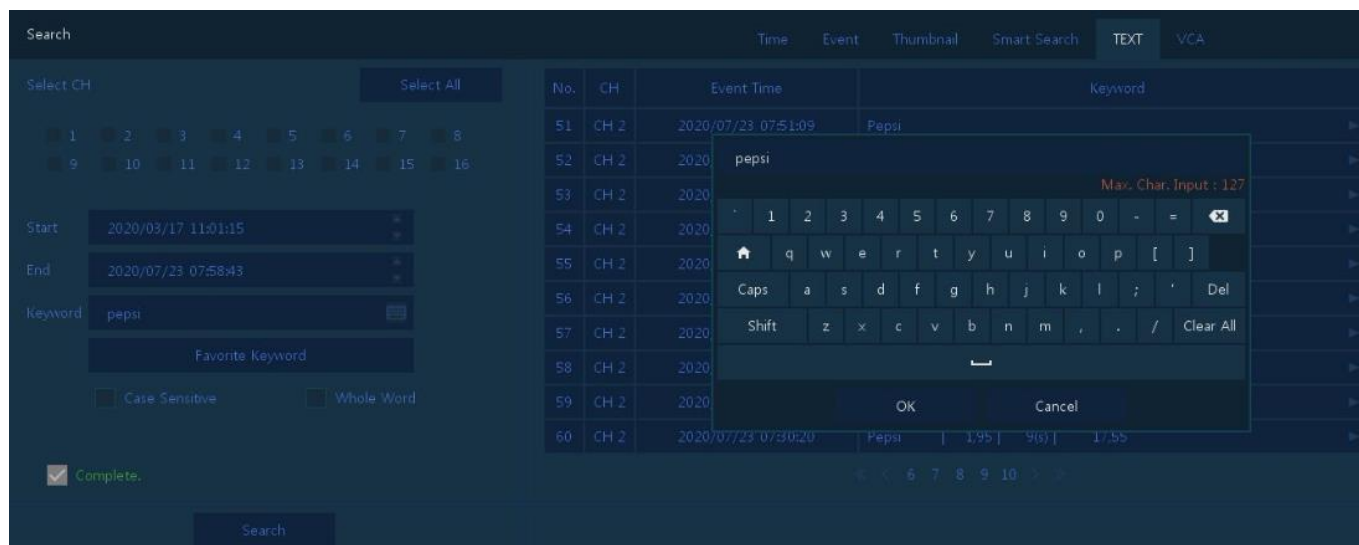 Search
Time Event Thumbnail Smart Search TEXT VCA
Select CH Select All
1 2 3 4 5 6 7 8
9 10 11 12 13 14 15 16
Start 2020/03/17 11:01:15
End 2020/07/23 07:58:43
Keyword pepsi
Favorite Keyword
Case Sensitive Whole Word
Complete.
Search
No. CH Event Time Keyword
51 CH 2 2020/07/23 07:51:09 Pepsi
52 CH 2 2020
53 CH 2 2020
54 CH 2 2020
55 CH 2 2020
56 CH 2 2020
57 CH 2 2020
58 CH 2 2020
59 CH 2 2020
60 CH 2 2020/07/23 07:30:20 Pepsi | 1,95 | 9(s) | 17,55
« < 6 7 8 9 10 > »
pepsi
Max. Char. Input : 127
` 1 2 3 4 5 6 7 8 9 0 - =
q w e r t y u i o p [ ]
Caps a s d f g h j k l ; ' Del
Shift z x c v b n m , . / Clear All
OK Cancel